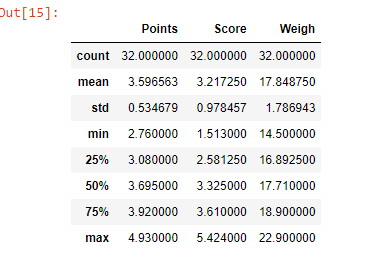 Out[15]:
Points Score Weigh
count 32.000000 32.000000 32.000000
mean 3.596563 3.217250 17.848750
std 0.534679 0.978457 1.786943
min 2.760000 1.513000 14.500000
25% 3.080000 2.581250 16.892500
50% 3.695000 3.325000 17.710000
75% 3.920000 3.610000 18.900000
max 4.930000 5.424000 22.900000